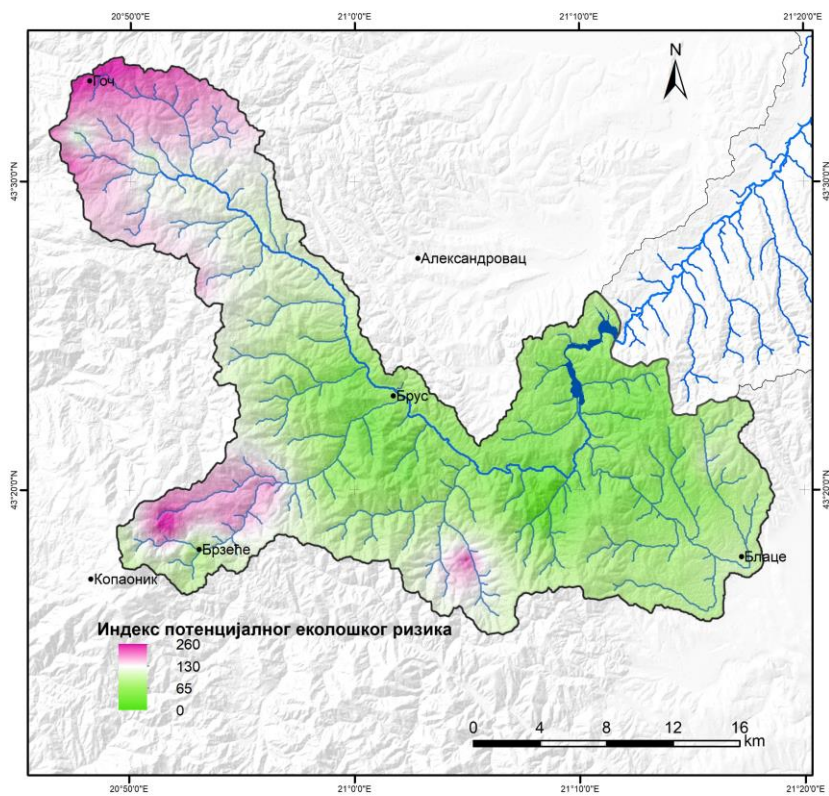 20°50'0"E 21°0'0"E 21°10'0"E 21°20'0"E
N
Гоч
43°30'0"N 43°30'0"N
Александровац
Брус
43°20'0"N 43°20'0"N
Брзеће
Блаце
Копаоник
Индекс потенцијалног еколошког ризика
260
130
65
0
0 4 8 12 16
km
20°50'0"E 21°0'0"E 21°10'0"E 21°20'0"E